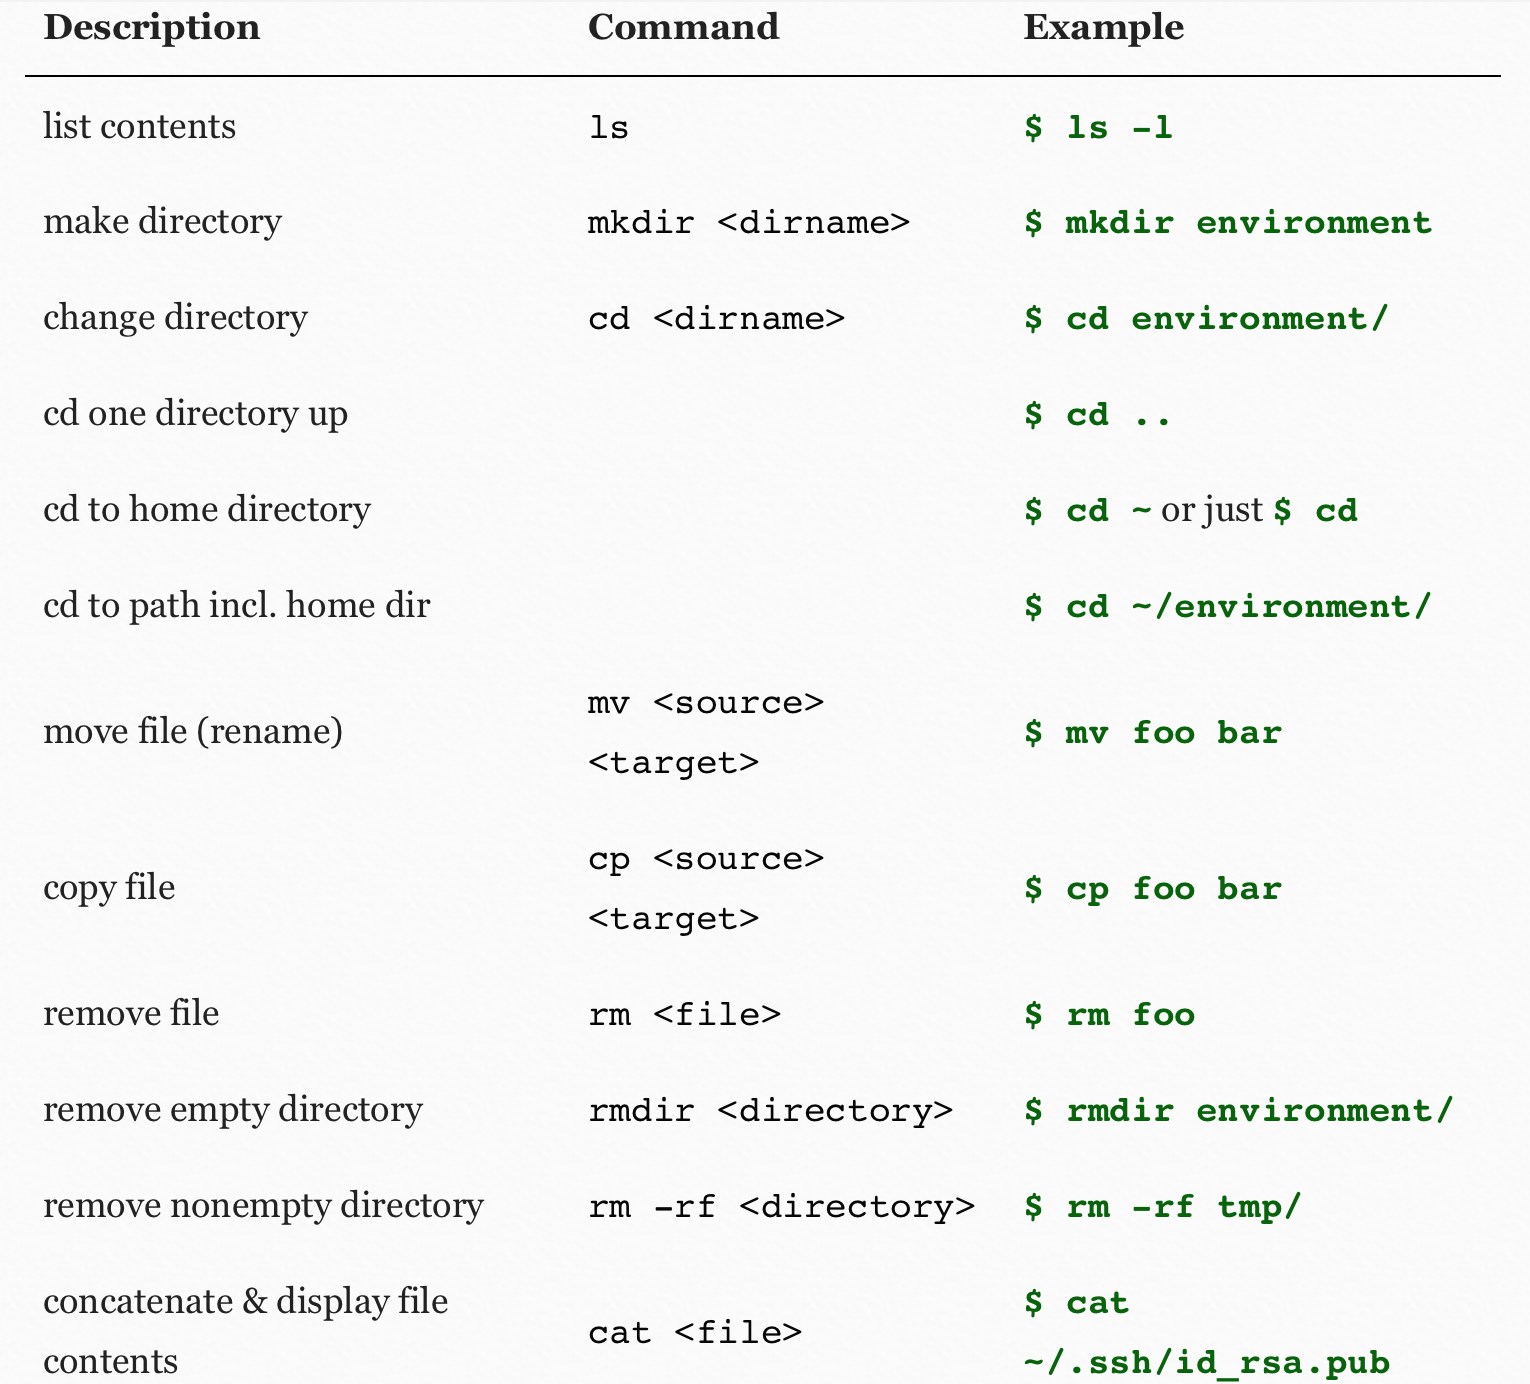 Description Command Example
list contents ls $ ls -l
make directory mkdir <dirname> $ mkdir environment
change directory cd <dirname> $ cd environment/
cd one directory up $ cd ..
cd to home directory $ cd ~ or just $ cd
cd to path incl. home dir $ cd ~/environment/
mv <source>
move file (rename) $ mv foo bar
<target>
cp <source>
copy file $ cp foo bar
<target>
remove file rm <file> $ rm foo
remove empty directory rmdir <directory> $ rmdir environment/
remove nonempty directory rm -rf <directory> $ rm -rf tmp/
concatenate & display file $ cat
cat <file>
contents ~/.ssh/id_rsa.pub